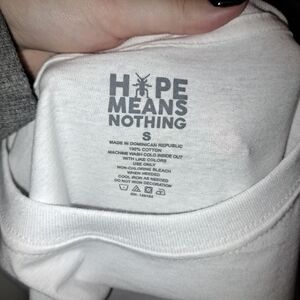 HOPE
MEANS
NOTHING
S
MADE IN DOMINICAN REPUBLIC
100% COTTON
MACHINE WASH COLD INSIDE OUT
WITH LIKE COLORS
USE ONLY
NON-CHLORINE BLEACH
WHEN NEEDED
COOL IRON AS NEEDED
DO NOT IRON DECORATION